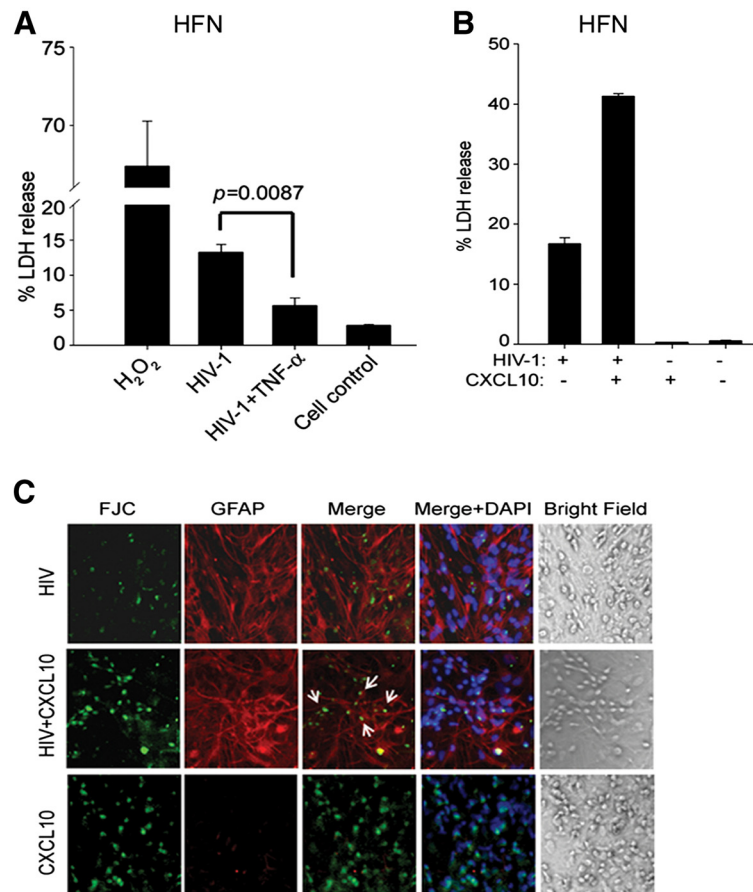 A
HFN
75
70
20
15
10
5
0
% LDH release
p=0.0087
H₂O₂
HIV-1
HIV-1+TNF-α
Cell control
B
HFN
50
40
30
20
10
0
% LDH release
HIV-1: + + - -
CXCL10: - + + -
C
FJC GFAP Merge Merge+DAPI Bright Field
HIV
HIV+CXCL10
CXCL10